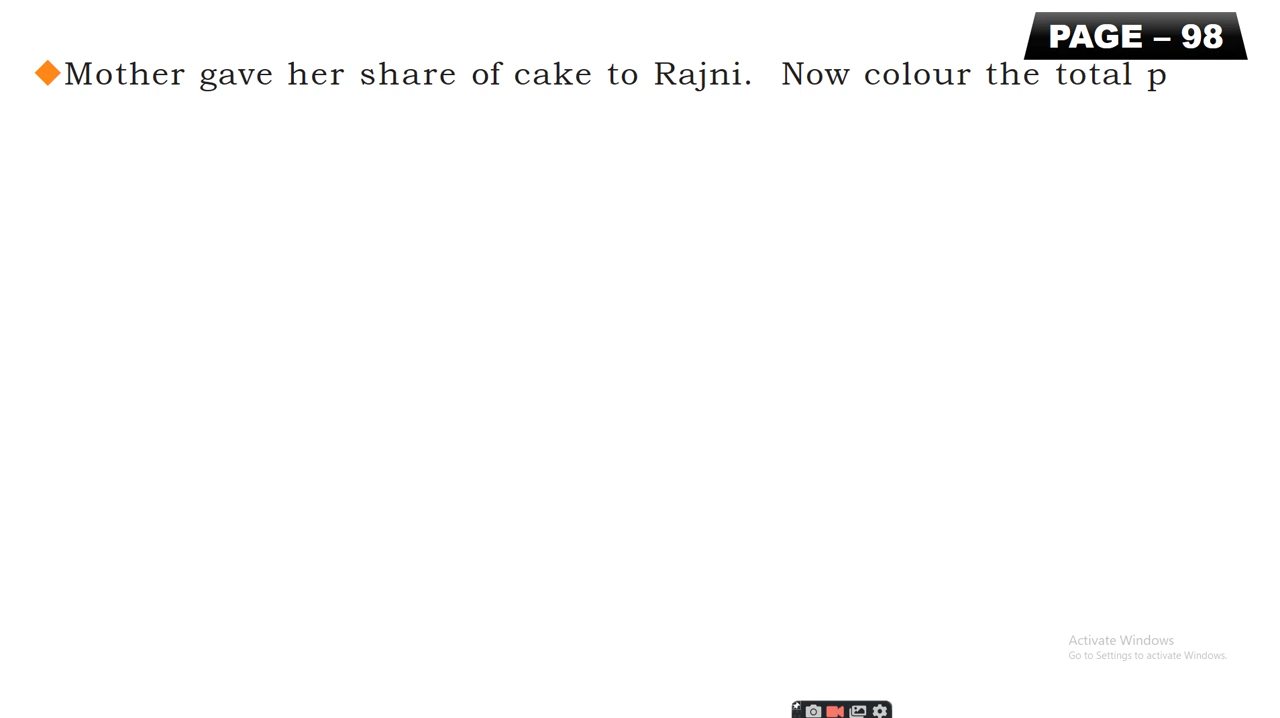 PAGE – 98
Mother gave her share of cake to Rajni. Now colour the total p
Activate Windows
Go to Settings to activate Windows.